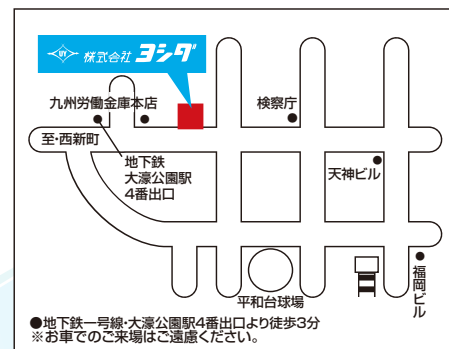 UY 株式会社 ヨシダ
九州労働金庫本店
検察庁
至・西新町
地下鉄
大濠公園駅
4番出口
天神ビル
福岡ビル
平和台球場
●地下鉄一号線・大濠公園駅4番出口より徒歩3分
※お車でのご来場はご遠慮ください。